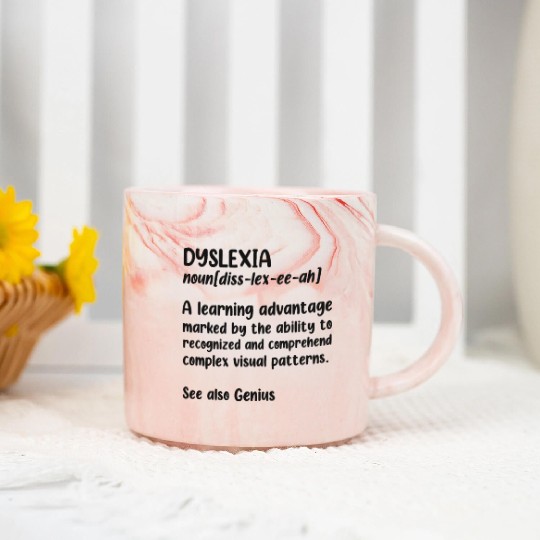 DYSLEXIA
noun[diss-lex-ee-ah]
A learning advantage
marked by the ability to
recognized and comprehend
complex visual patterns.
See also Genius